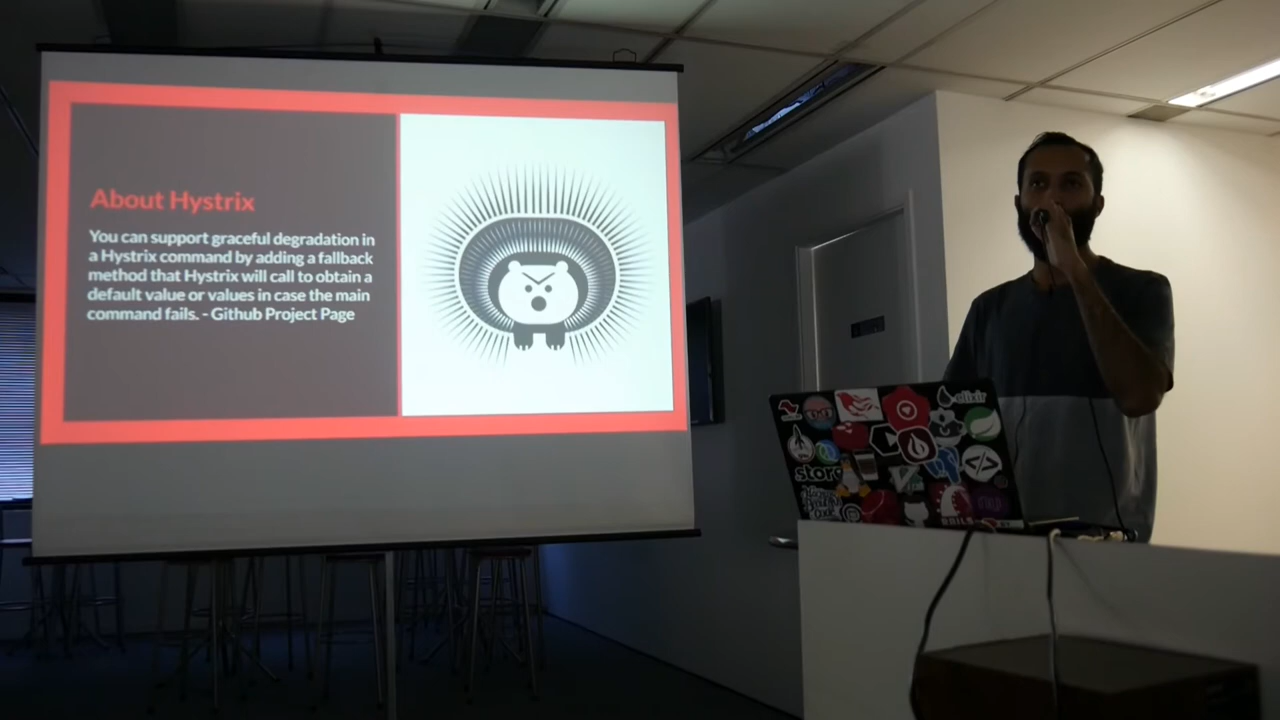 About Hystrix
You can support graceful degradation in
a Hystrix command by adding a fallback
method that Hystrix will call to obtain a
default value or values in case the main
command fails. - Github Project Page
elixir
</>
RAILS